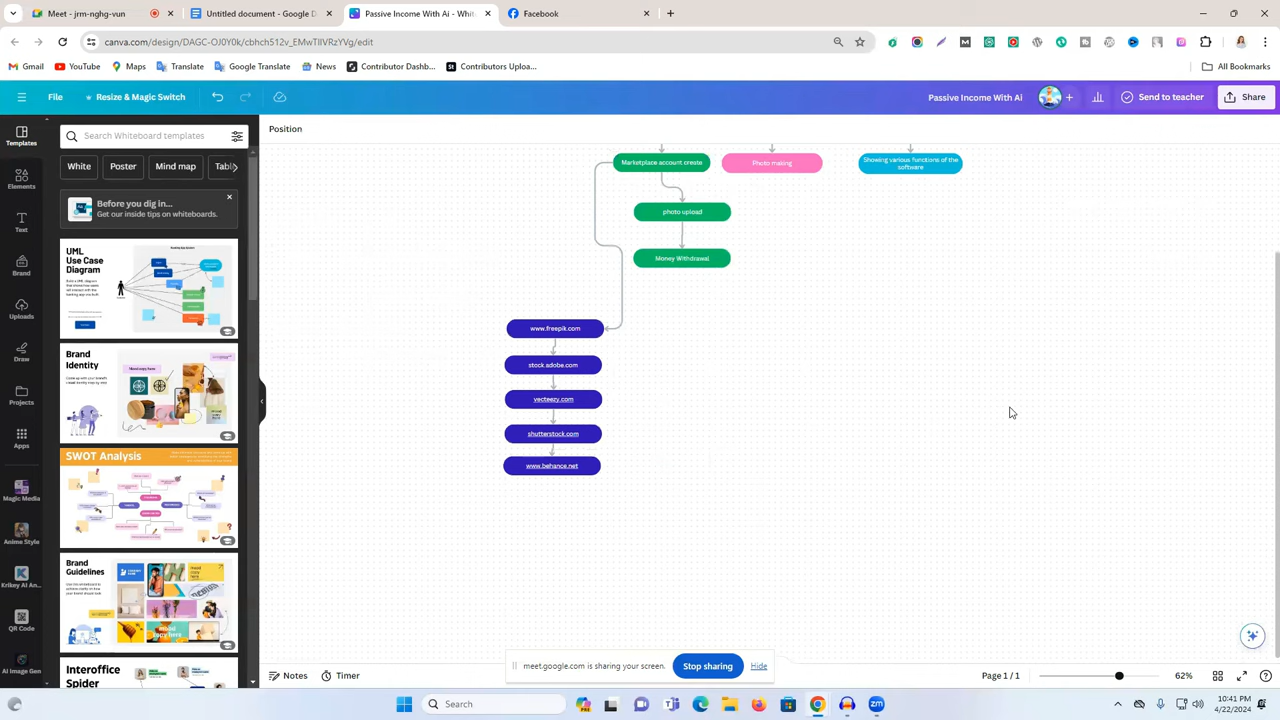 Meet - jrm-nghg-vun
Untitled document - Google D
Passive Income With Ai - Whit
Facebook
canva.com/design/DAGC-OJ0Y0k/cbhch512v_EMwTIlVRzYVg/edit
Gmail
YouTube
Maps
Translate
Google Translate
News
Contributor Dashb...
Contributors Uploa...
All Bookmarks
File
Resize & Magic Switch
Passive Income With Ai
Send to teacher
Share
Templates
Elements
Text
Brand
Uploads
Draw
Projects
Apps
Magic Media
Anime Style
Krikey AI An...
QR Code
AI Image Gen
Search Whiteboard templates
White
Poster
Mind map
Before you dig in...
Get our inside tips on whiteboards.
UML
Use Case
Diagram
Brand
Identity
SWOT Analysis
Brand
Guidelines
Interoffice
Spider
Position
Marketplace account create
Photo making
Showing various functions of the
software
photo upload
Money Withdrawal
www.freepik.com
stock.adobe.com
vecteezy.com
shutterstock.com
www.behance.net
meet.google.com is sharing your screen.
Stop sharing
Hide
Notes
Timer
Page 1 / 1
62%
Search
10:41 PM
4/22/2024